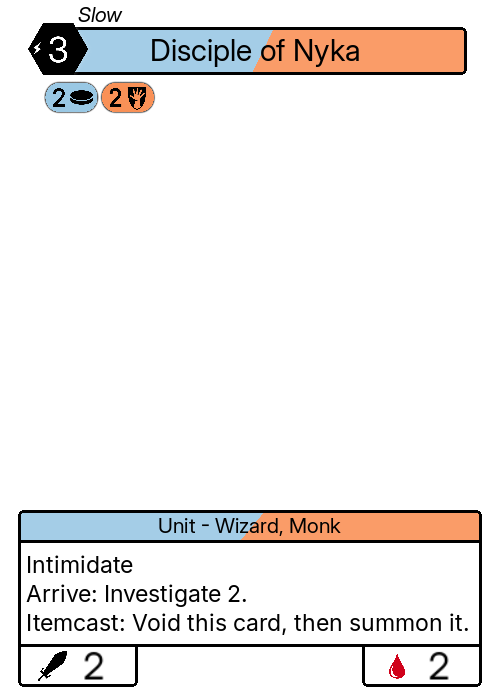 Slow
3 Disciple of Nyka
2 2
Unit - Wizard, Monk
Intimidate
Arrive: Investigate 2.
Itemcast: Void this card, then summon it.
2 2